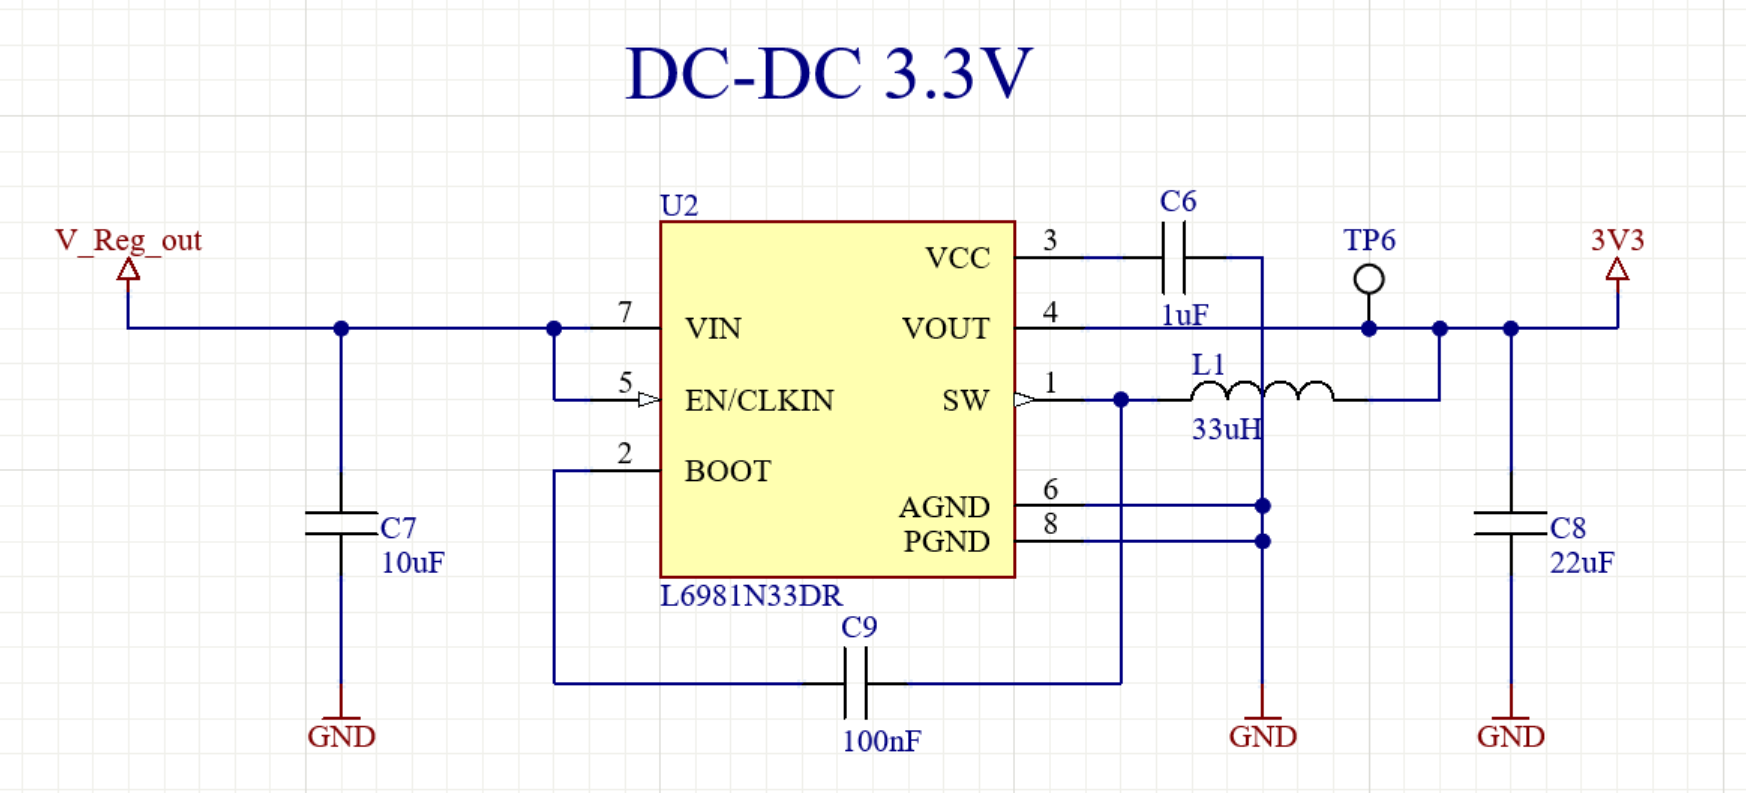 DC-DC 3.3V
U2
C6
V_Reg_out
VCC
3
TP6
3V3
7
VIN
VOUT
4
1uF
5
EN/CLKIN
SW
1
L1
33uH
2
BOOT
AGND
6
PGND
8
C7
10uF
C8
22uF
L6981N33DR
C9
100nF
GND
GND
GND